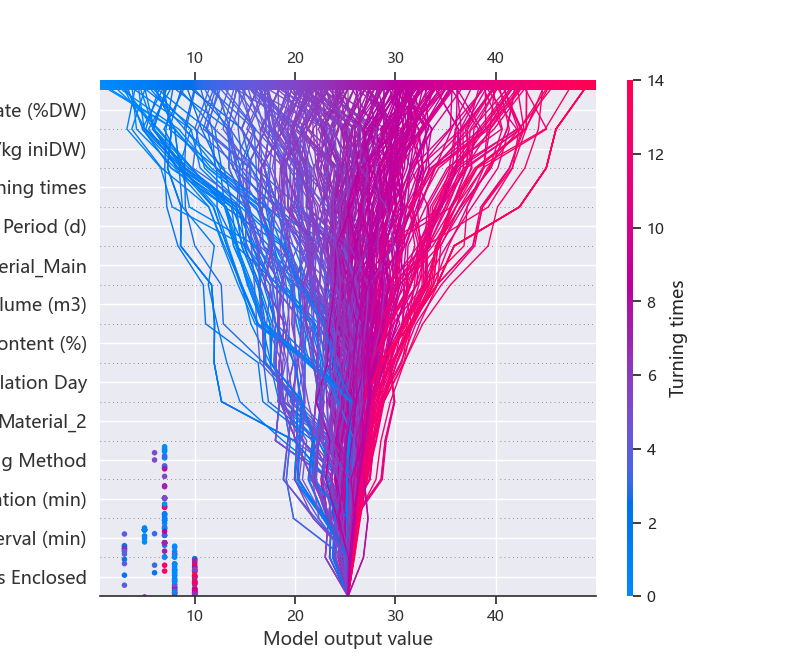 10 20 30 40
14
ate (%DW)
/kg iniDW)
12
ning times
Period (d)
10
erial_Main
lume (m3)
8
ontent (%)
Turning times
lation Day
6
Material_2
g Method
4
ation (min)
2
erval (min)
s Enclosed
0
10 20 30 40
Model output value